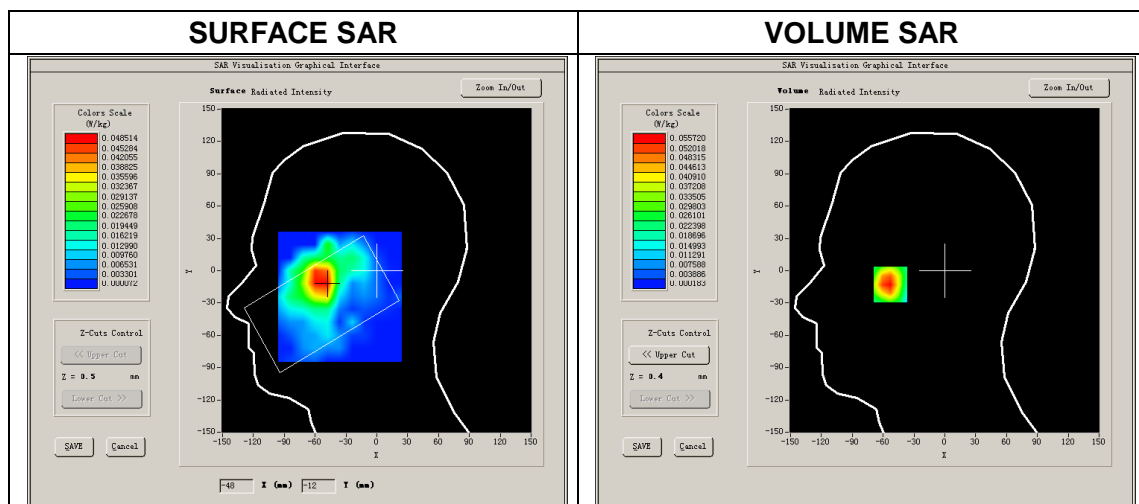 SURFACE SAR
VOLUME SAR
SAR Visualisation Graphical Interface
Surface Radiated Intensity
Zoom In/Out
Colors Scale
(W/kg)
0.048514
0.045284
0.042055
0.038825
0.035596
0.032367
0.029137
0.025908
0.022678
0.019449
0.016219
0.012990
0.009760
0.006531
0.003301
0.000072
Z-Cuts Control
<< Upper Cut
Z = 0.5 mm
Lower Cut >>
SAVE
Cancel
150
120
90
60
30
0
-30
-60
-90
-120
-150
Y
-150 -120 -90 -60 -30 0 30 60 90 120 150
X
-48 X (mm) -12 Y (mm)
SAR Visualisation Graphical Interface
Volume Radiated Intensity
Zoom In/Out
Colors Scale
(W/kg)
0.055720
0.052018
0.048315
0.044613
0.040910
0.037208
0.033505
0.029803
0.026101
0.022398
0.018696
0.014993
0.011291
0.007588
0.003886
0.000183
Z-Cuts Control
<< Upper Cut
Z = 0.4 mm
Lower Cut >>
SAVE
Cancel
150
120
90
60
30
0
-30
-60
-90
-120
-150
Y
-150 -120 -90 -60 -30 0 30 60 90 120 150
X